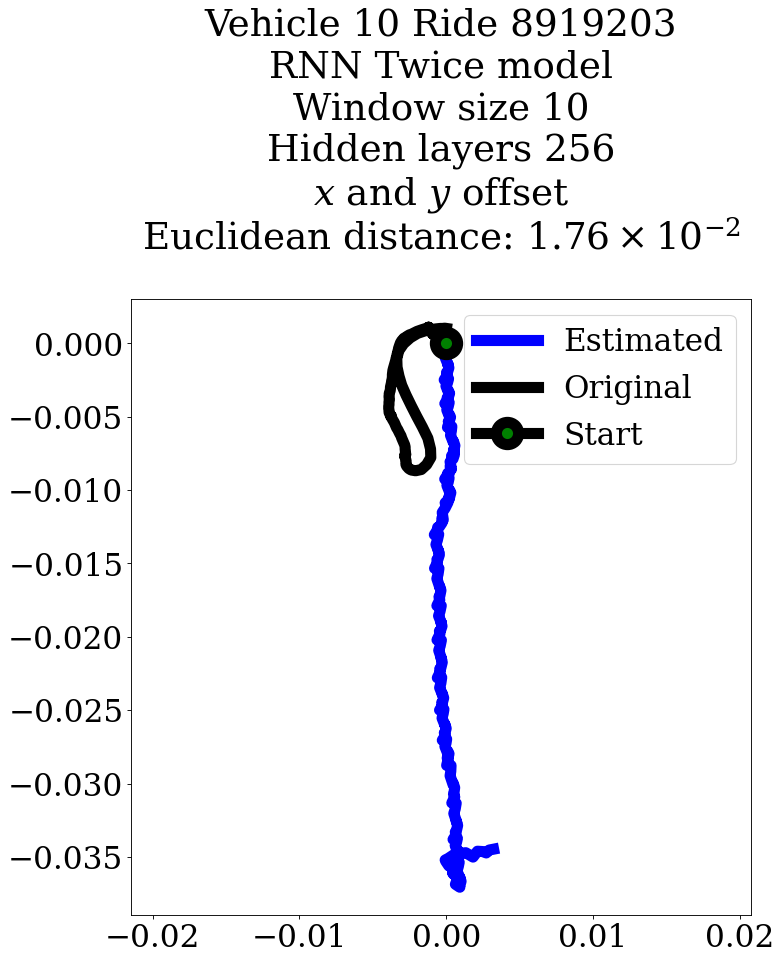 Vehicle 10 Ride 8919203
RNN Twice model
Window size 10
Hidden layers 256
x and y offset
Euclidean distance: 1.76 × 10⁻²
Estimated
Original
Start
0.000
−0.005
−0.010
−0.015
−0.020
−0.025
−0.030
−0.035
−0.02 −0.01 0.00 0.01 0.02